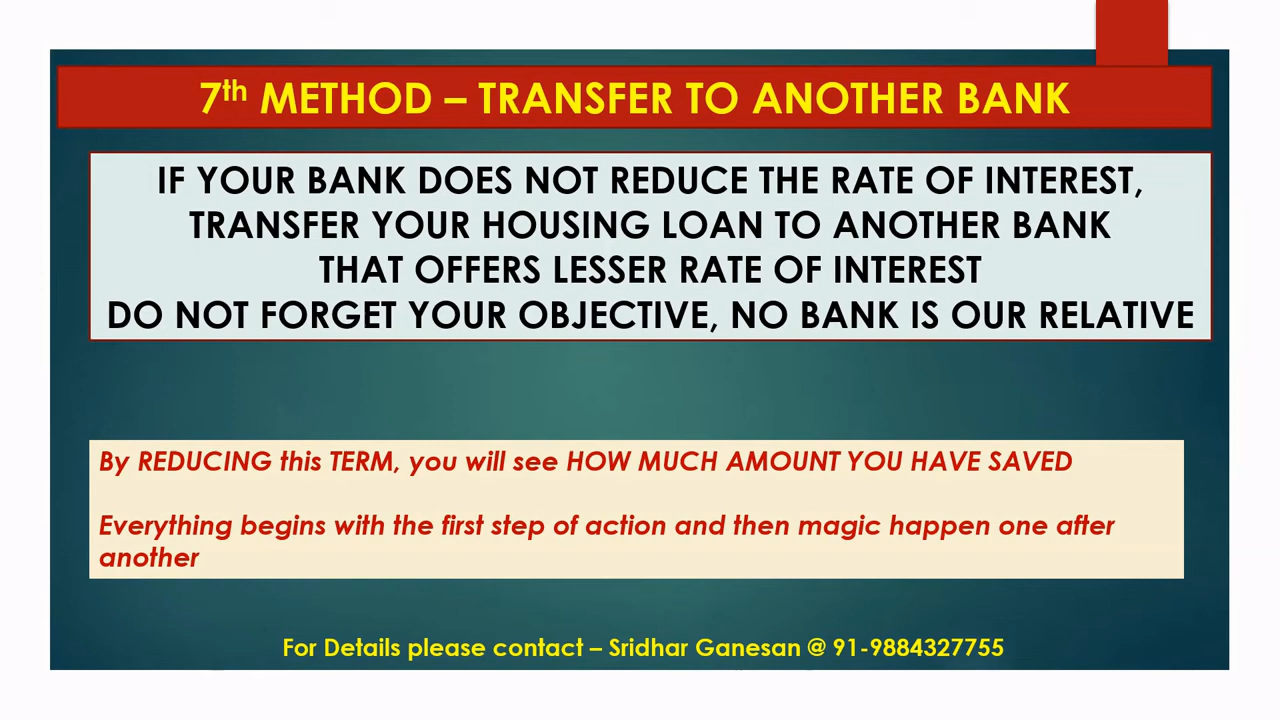 7th METHOD – TRANSFER TO ANOTHER BANK
IF YOUR BANK DOES NOT REDUCE THE RATE OF INTEREST,
TRANSFER YOUR HOUSING LOAN TO ANOTHER BANK
THAT OFFERS LESSER RATE OF INTEREST
DO NOT FORGET YOUR OBJECTIVE, NO BANK IS OUR RELATIVE
By REDUCING this TERM, you will see HOW MUCH AMOUNT YOU HAVE SAVED
Everything begins with the first step of action and then magic happen one after
another
For Details please contact – Sridhar Ganesan @ 91-9884327755